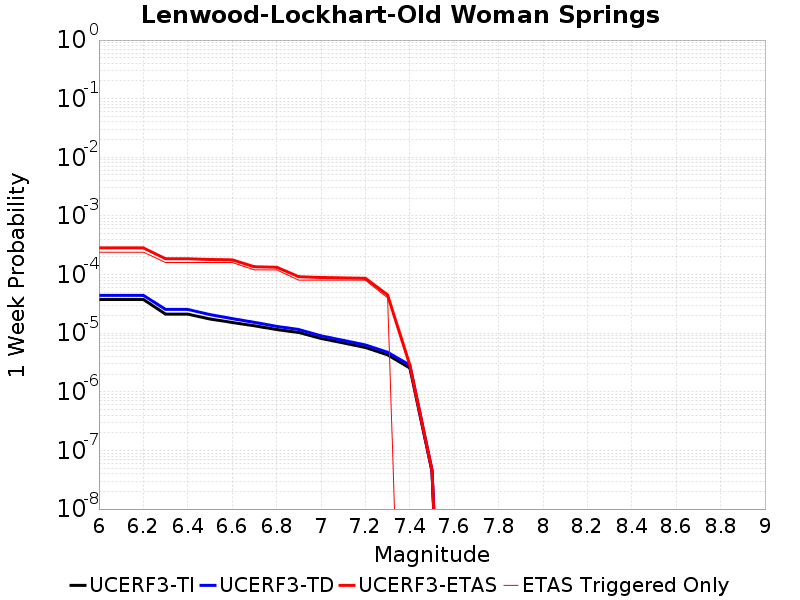 Lenwood-Lockhart-Old Woman Springs
1 Week Probability
10^0
10^-1
10^-2
10^-3
10^-4
10^-5
10^-6
10^-7
10^-8
6 6.2 6.4 6.6 6.8 7 7.2 7.4 7.6 7.8 8 8.2 8.4 8.6 8.8 9
Magnitude
UCERF3-TI UCERF3-TD UCERF3-ETAS ETAS Triggered Only